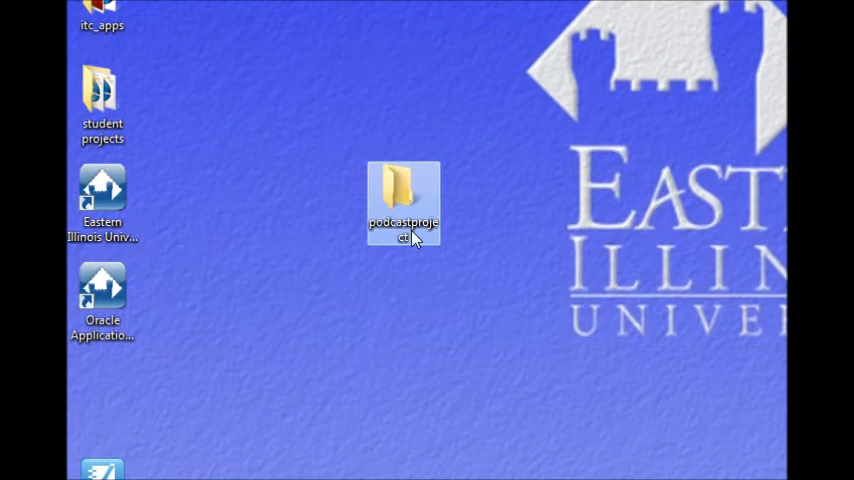 itc_apps
student
projects
Eastern
Illinois Univ...
Oracle
Applicatio...
podcastproje
ct
EAST
ILLIN
UNIVE